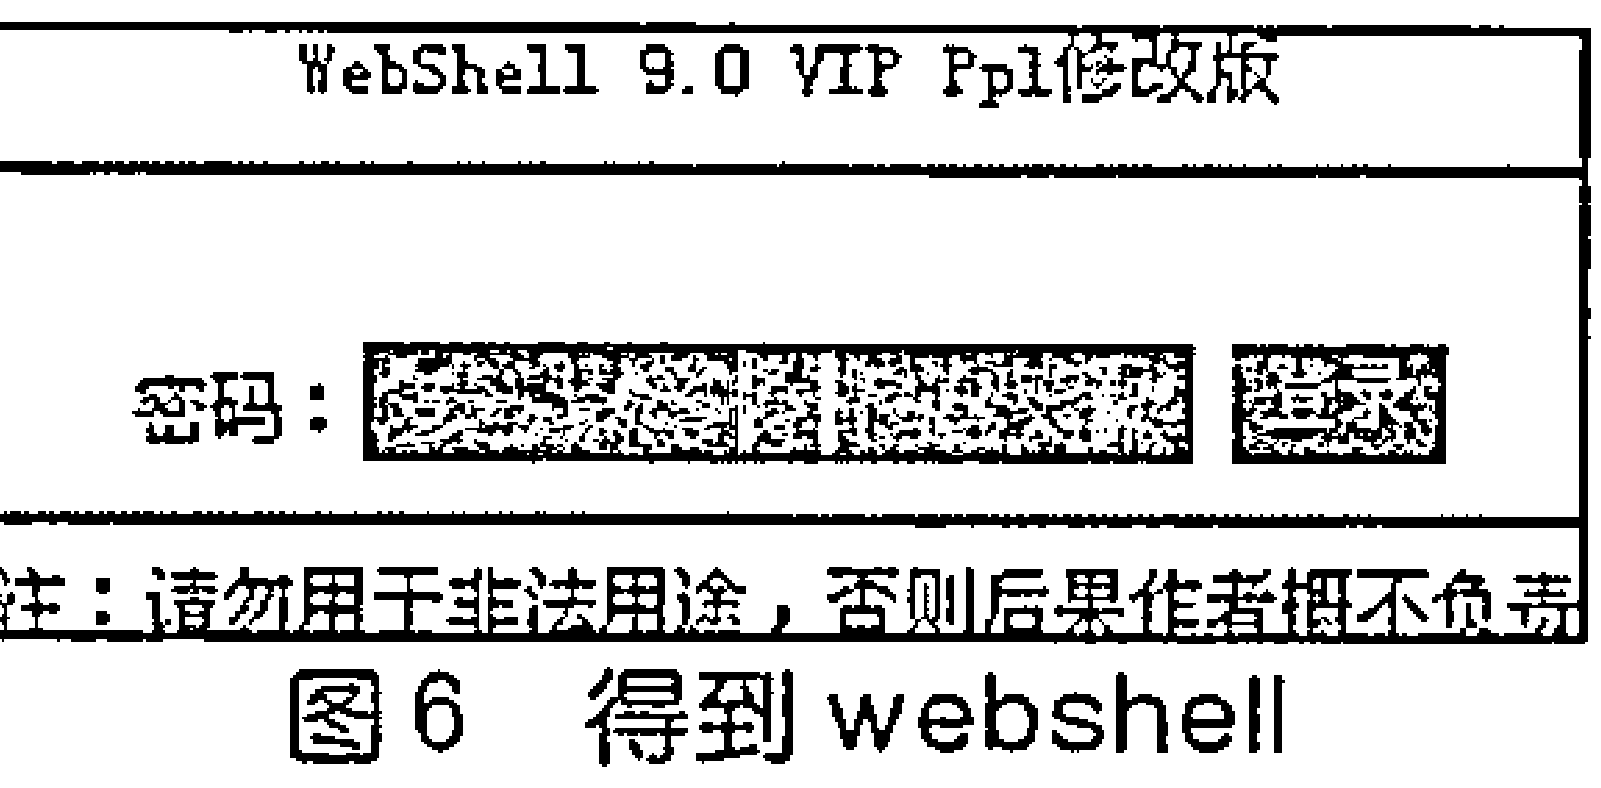 WebShell 9.0 VIP Ppl修改版
密码：
注：请勿用于非法用途，否则后果作者概不负责
图6 得到webshell